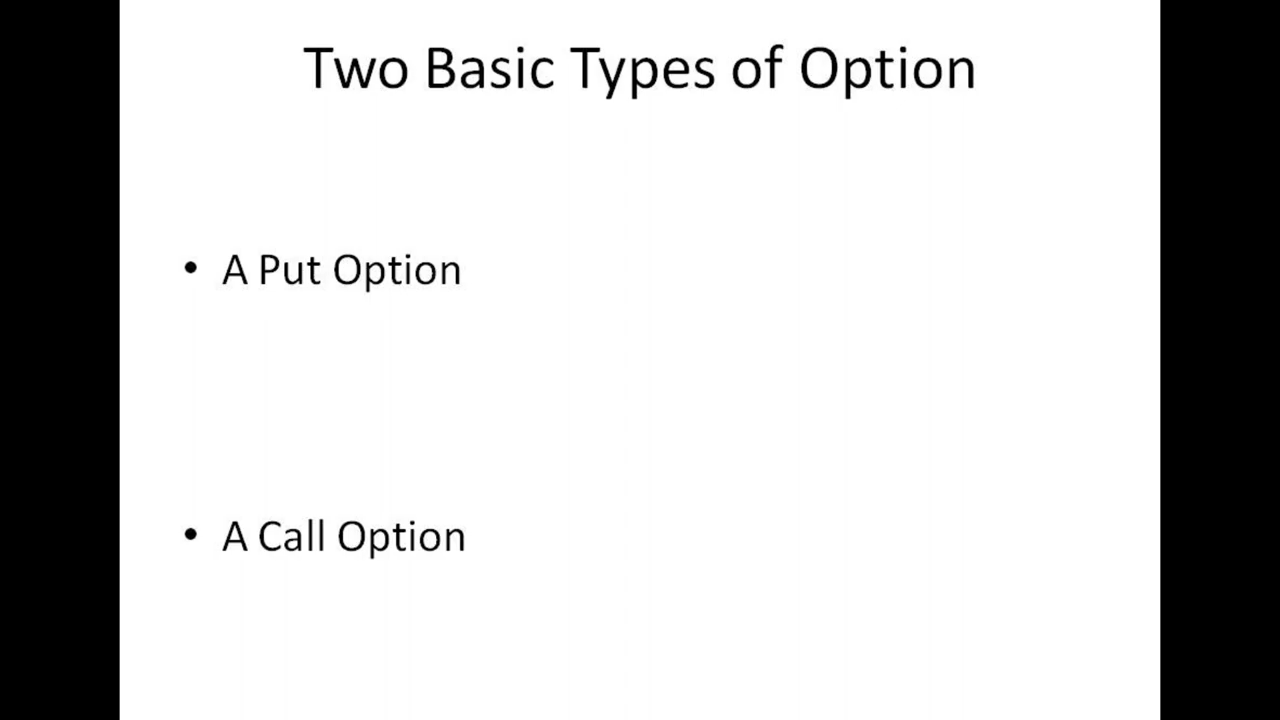 Two Basic Types of Option
• A Put Option
• A Call Option